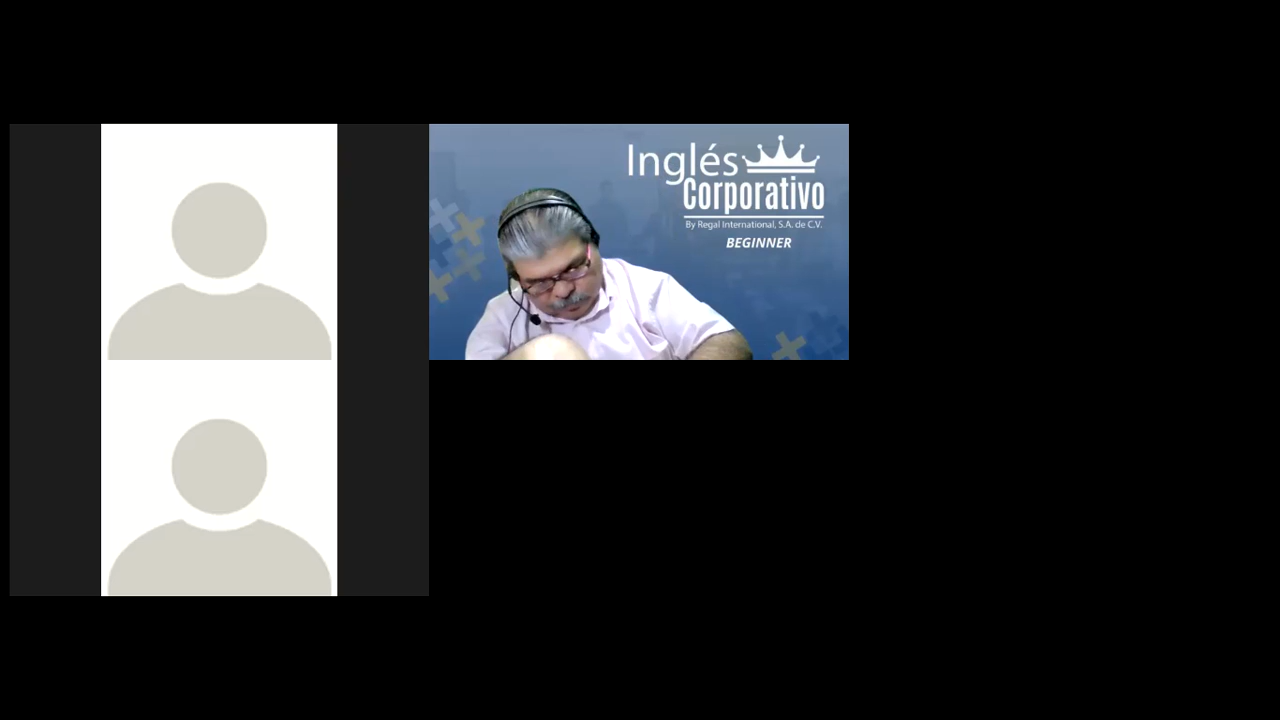 Inglés
Corporativo
By Regal International, S.A. de C.V.
BEGINNER